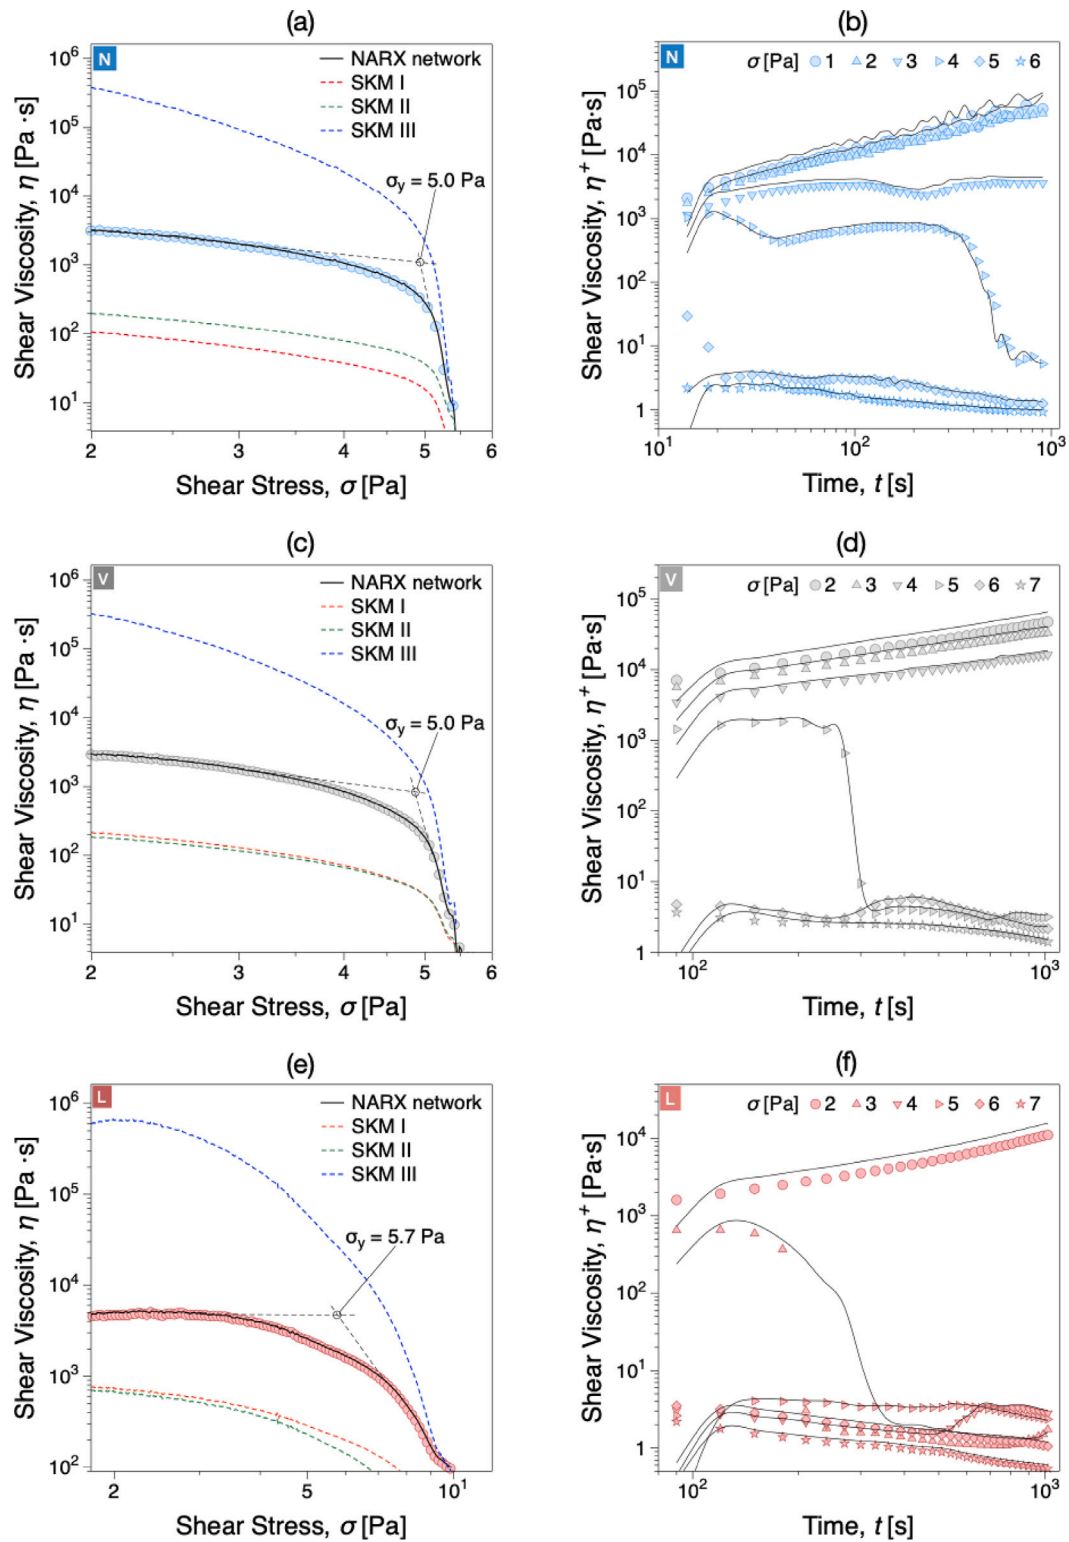 (a)
N
NARX network
SKM I
SKM II
SKM III
σy = 5.0 Pa
10⁶
10⁵
10⁴
10³
10²
10¹
Shear Viscosity, η [Pa ·s]
2 3 4 5 6
Shear Stress, σ [Pa]
(b)
N
σ [Pa] 1 2 3 4 5 6
10⁵
10⁴
10³
10²
10¹
1
Shear Viscosity, η⁺ [Pa·s]
10¹ 10² 10³
Time, t [s]
(c)
V
NARX network
SKM I
SKM II
SKM III
σy = 5.0 Pa
10⁶
10⁵
10⁴
10³
10²
10¹
Shear Viscosity, η [Pa ·s]
2 3 4 5 6
Shear Stress, σ [Pa]
(d)
V
σ [Pa] 2 3 4 5 6 7
10⁵
10⁴
10³
10²
10¹
1
Shear Viscosity, η⁺ [Pa·s]
10² 10³
Time, t [s]
(e)
L
NARX network
SKM I
SKM II
SKM III
σy = 5.7 Pa
10⁶
10⁵
10⁴
10³
10²
Shear Viscosity, η [Pa ·s]
2 5 10¹
Shear Stress, σ [Pa]
(f)
L
σ [Pa] 2 3 4 5 6 7
10⁴
10³
10²
10¹
1
Shear Viscosity, η⁺ [Pa·s]
10² 10³
Time, t [s]